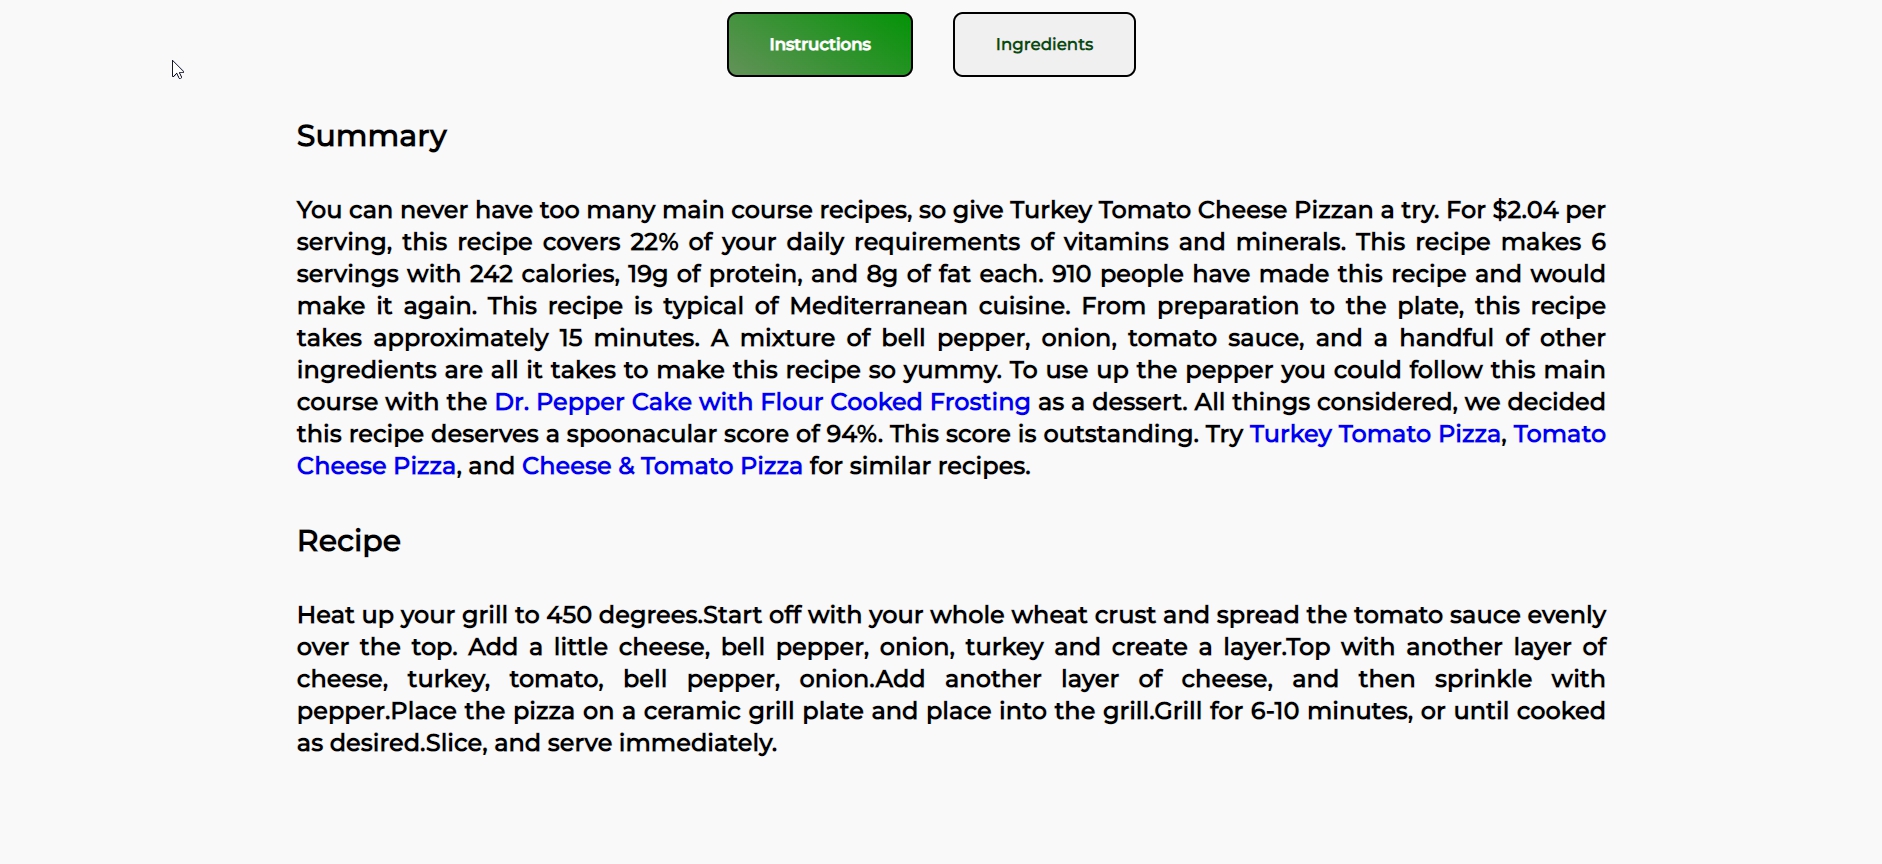 Instructions
Ingredients
Summary
You can never have too many main course recipes, so give Turkey Tomato Cheese Pizzan a try. For $2.04 per
serving, this recipe covers 22% of your daily requirements of vitamins and minerals. This recipe makes 6
servings with 242 calories, 19g of protein, and 8g of fat each. 910 people have made this recipe and would
make it again. This recipe is typical of Mediterranean cuisine. From preparation to the plate, this recipe
takes approximately 15 minutes. A mixture of bell pepper, onion, tomato sauce, and a handful of other
ingredients are all it takes to make this recipe so yummy. To use up the pepper you could follow this main
course with the Dr. Pepper Cake with Flour Cooked Frosting as a dessert. All things considered, we decided
this recipe deserves a spoonacular score of 94%. This score is outstanding. Try Turkey Tomato Pizza, Tomato
Cheese Pizza, and Cheese & Tomato Pizza for similar recipes.
Recipe
Heat up your grill to 450 degrees.Start off with your whole wheat crust and spread the tomato sauce evenly
over the top. Add a little cheese, bell pepper, onion, turkey and create a layer.Top with another layer of
cheese, turkey, tomato, bell pepper, onion.Add another layer of cheese, and then sprinkle with
pepper.Place the pizza on a ceramic grill plate and place into the grill.Grill for 6-10 minutes, or until cooked
as desired.Slice, and serve immediately.